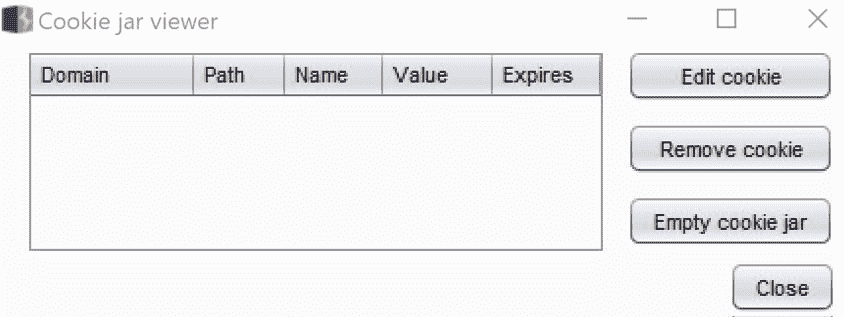 Cookie jar viewer
Domain Path Name Value Expires
Edit cookie
Remove cookie
Empty cookie jar
Close